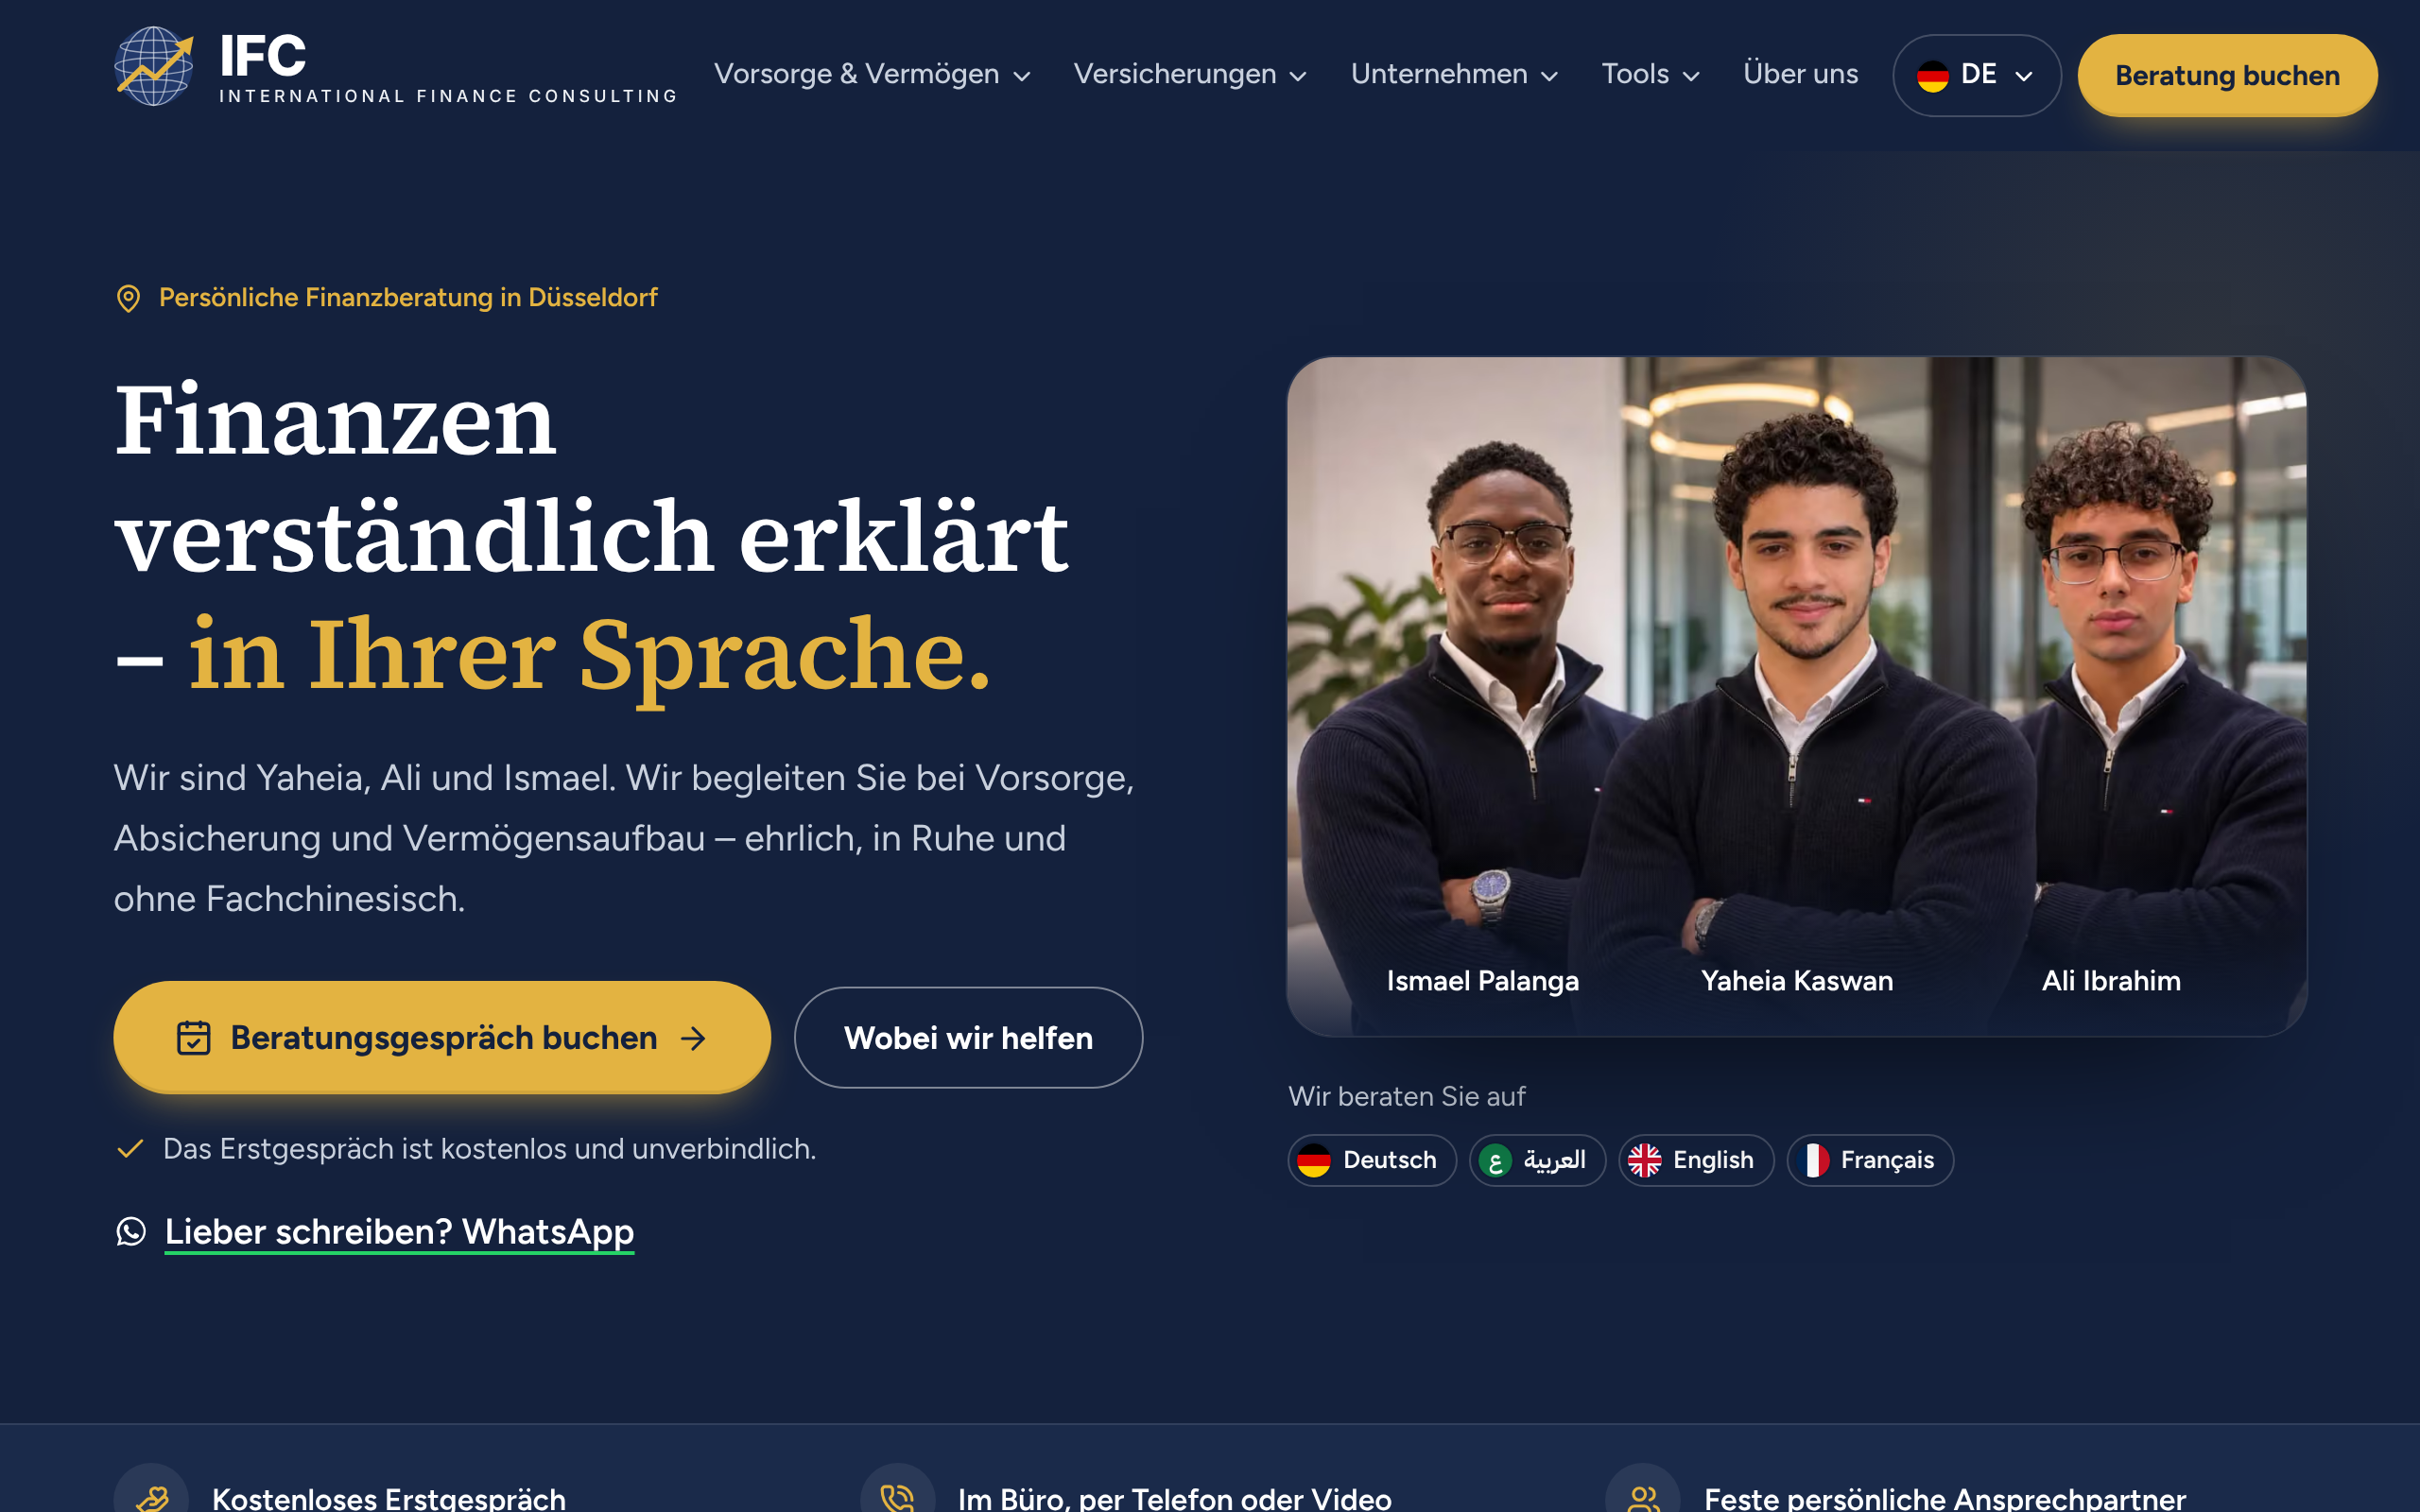 IFC
INTERNATIONAL FINANCE CONSULTING
Vorsorge & Vermögen
Versicherungen
Unternehmen
Tools
Über uns
DE
Beratung buchen
Persönliche Finanzberatung in Düsseldorf
Finanzen
verständlich erklärt
– in Ihrer Sprache.
Wir sind Yaheia, Ali und Ismael. Wir begleiten Sie bei Vorsorge,
Absicherung und Vermögensaufbau – ehrlich, in Ruhe und
ohne Fachchinesisch.
Beratungsgespräch buchen
Wobei wir helfen
Das Erstgespräch ist kostenlos und unverbindlich.
Lieber schreiben? WhatsApp
Ismael Palanga
Yaheia Kaswan
Ali Ibrahim
Wir beraten Sie auf
Deutsch
ع العربية
English
Français
Kostenloses Erstgespräch
Im Büro, per Telefon oder Video
Feste persönliche Ansprechpartner